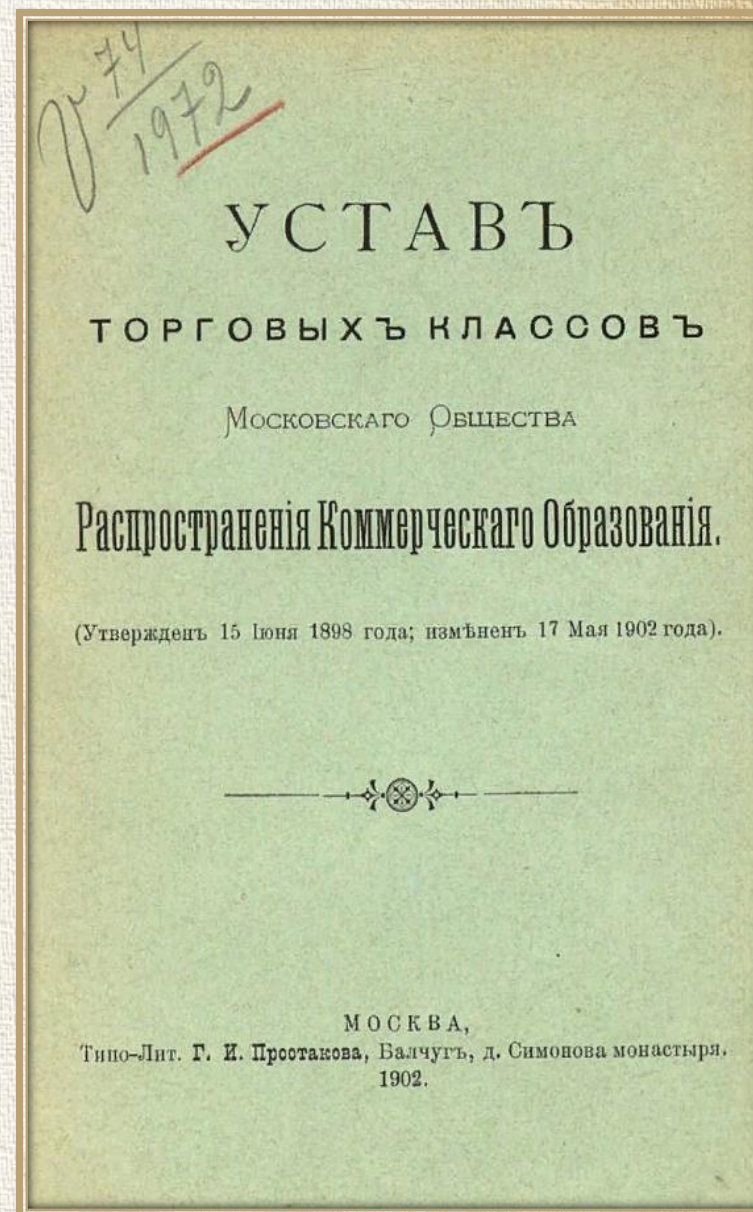 У 74
1972
УСТАВЪ
ТОРГОВЫХЪ КЛАССОВЪ
Московскаго Общества
Распространенія Коммерческаго Образованія.
(Утвержденъ 15 Іюня 1898 года; измѣненъ 17 Мая 1902 года).
МОСКВА,
Типо-Лит. Г. И. Простакова, Балчугъ, д. Симонова монастыря.
1902.